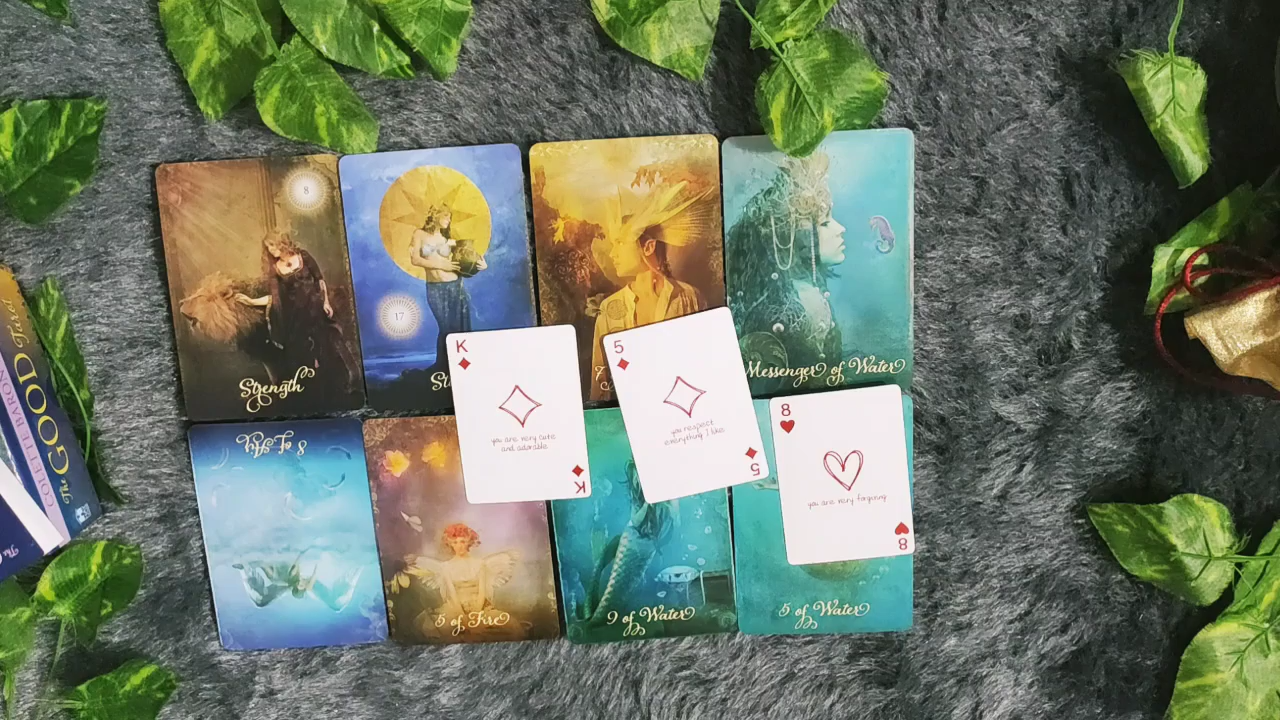 8
Strength
17
St
7
Messenger of Water
K
you are very cute
and adorable
K
5
you respect
everything I like
5
8
you are very forgiving
8
8 of Air
5 of Fire
9 of Water
5 of Water
The GOOD Tarot
COLETTE BARON